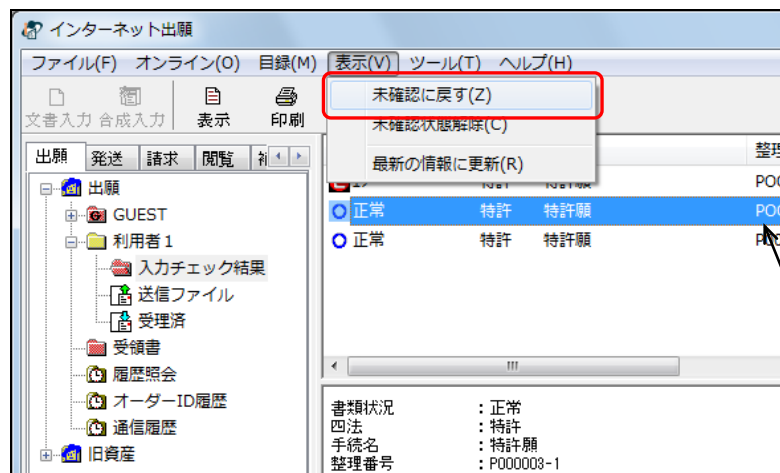 インターネット出願
ファイル(F) オンライン(O) 目録(M) 表示(V) ツール(T) ヘルプ(H)
未確認に戻す(Z)
未確認状態解除(C)
最新の情報に更新(R)
文書入力 合成入力 表示 印刷
出願 発送 請求 閲覧
出願
GUEST
利用者1
入力チェック結果
送信ファイル
受理済
受領書
履歴照会
オーダーID履歴
通信履歴
旧資産
整理
特許 特許願 POO
正常 特許 特許願 POO
正常 特許 特許願
書類状況 :正常
四法 :特許
手続名 :特許願
整理番号 :P000003-1